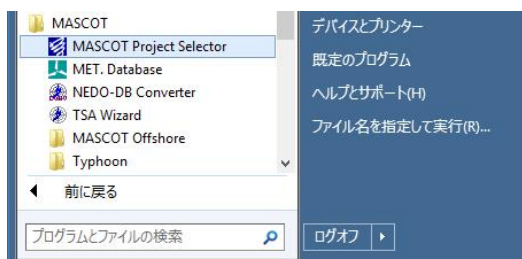 MASCOT
MASCOT Project Selector
MET. Database
NEDO-DB Converter
TSA Wizard
MASCOT Offshore
Typhoon
前に戻る
プログラムとファイルの検索
デバイスとプリンター
既定のプログラム
ヘルプとサポート(H)
ファイル名を指定して実行(R)...
ログオフ